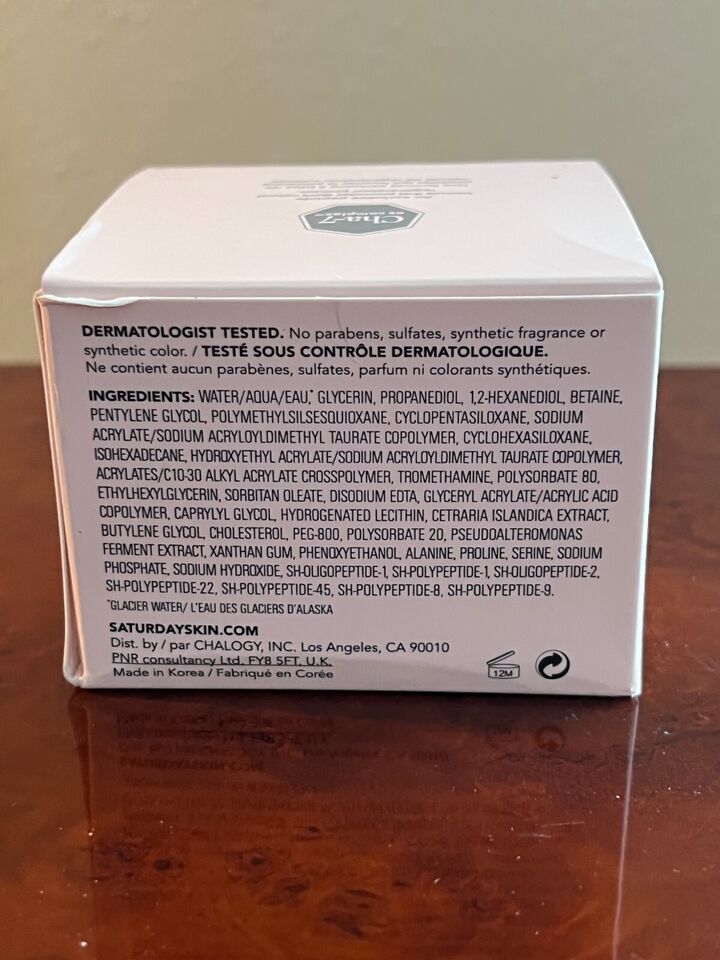 Cha-7
es complex™
DERMATOLOGIST TESTED. No parabens, sulfates, synthetic fragrance or
synthetic color. / TESTÉ SOUS CONTRÔLE DERMATOLOGIQUE.
Ne contient aucun parabènes, sulfates, parfum ni colorants synthétiques.
INGREDIENTS: WATER/AQUA/EAU,* GLYCERIN, PROPANEDIOL, 1,2-HEXANEDIOL, BETAINE,
PENTYLENE GLYCOL, POLYMETHYLSILSESQUIOXANE, CYCLOPENTASILOXANE, SODIUM
ACRYLATE/SODIUM ACRYLOYLDIMETHYL TAURATE COPOLYMER, CYCLOHEXASILOXANE,
ISOHEXADECANE, HYDROXYETHYL ACRYLATE/SODIUM ACRYLOYLDIMETHYL TAURATE COPOLYMER,
ACRYLATES/C10-30 ALKYL ACRYLATE CROSSPOLYMER, TROMETHAMINE, POLYSORBATE 80,
ETHYLHEXYLGLYCERIN, SORBITAN OLEATE, DISODIUM EDTA, GLYCERYL ACRYLATE/ACRYLIC ACID
COPOLYMER, CAPRYLYL GLYCOL, HYDROGENATED LECITHIN, CETRARIA ISLANDICA EXTRACT,
BUTYLENE GLYCOL, CHOLESTEROL, PEG-800, POLYSORBATE 20, PSEUDOALTEROMONAS
FERMENT EXTRACT, XANTHAN GUM, PHENOXYETHANOL, ALANINE, PROLINE, SERINE, SODIUM
PHOSPHATE, SODIUM HYDROXIDE, SH-OLIGOPEPTIDE-1, SH-POLYPEPTIDE-1, SH-OLIGOPEPTIDE-2,
SH-POLYPEPTIDE-22, SH-POLYPEPTIDE-45, SH-POLYPEPTIDE-8, SH-POLYPEPTIDE-9.
*GLACIER WATER/ L'EAU DES GLACIERS D'ALASKA
SATURDAYSKIN.COM
Dist. by / par CHALOGY, INC. Los Angeles, CA 90010
PNR consultancy Ltd. FY8 5FT. U.K.
Made in Korea / Fabriqué en Corée
12M